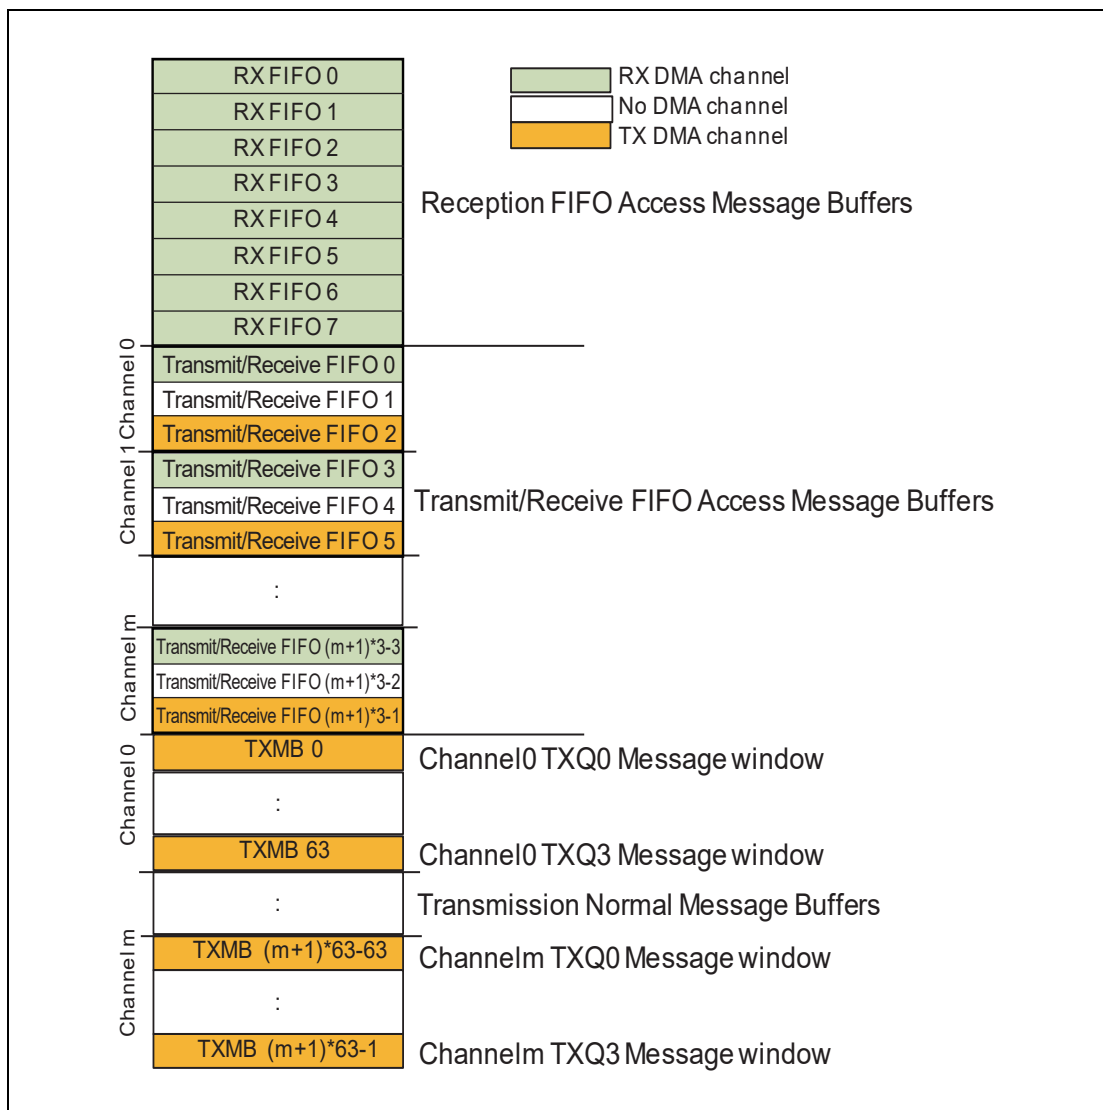 RX FIFO 0
RX FIFO 1
RX FIFO 2
RX FIFO 3
RX FIFO 4
RX FIFO 5
RX FIFO 6
RX FIFO 7
RX DMA channel
No DMA channel
TX DMA channel
Reception FIFO Access Message Buffers
Channel 0
Transmit/Receive FIFO 0
Transmit/Receive FIFO 1
Transmit/Receive FIFO 2
Channel 1
Transmit/Receive FIFO 3
Transmit/Receive FIFO 4
Transmit/Receive FIFO 5
Transmit/Receive FIFO Access Message Buffers
:
Channel m
Transmit/Receive FIFO (m+1)*3-3
Transmit/Receive FIFO (m+1)*3-2
Transmit/Receive FIFO (m+1)*3-1
Channel 0
TXMB 0
Channel0 TXQ0 Message window
:
TXMB 63
Channel0 TXQ3 Message window
:
Transmission Normal Message Buffers
Channel m
TXMB (m+1)*63-63
Channelm TXQ0 Message window
:
TXMB (m+1)*63-1
Channelm TXQ3 Message window